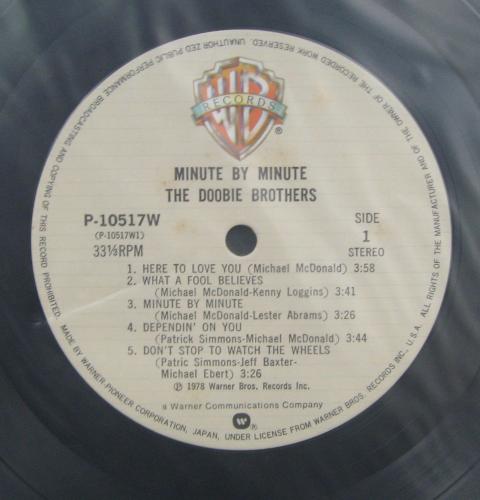 WB
RECORDS
®
MINUTE BY MINUTE
THE DOOBIE BROTHERS
P-10517W
(P-10517W1)
33⅓RPM
SIDE
1
STEREO
1. HERE TO LOVE YOU (Michael McDonald) 3:58
2. WHAT A FOOL BELIEVES
(Michael McDonald-Kenny Loggins) 3:41
3. MINUTE BY MINUTE
(Michael McDonald-Lester Abrams) 3:26
4. DEPENDIN' ON YOU
(Patrick Simmons-Michael McDonald) 3:44
5. DON'T STOP TO WATCH THE WHEELS
(Patric Simmons-Jeff Baxter-
Michael Ebert) 3:26
℗ 1978 Warner Bros. Records Inc.
a Warner Communications Company
®
MADE BY WARNER-PIONEER CORPORATION, JAPAN, UNDER LICENSE FROM WARNER BROS. RECORDS INC., U.S.A. ALL RIGHTS OF THE MANUFACTURER AND OF THE OWNER OF THE RECORDED WORK RESERVED. UNAUTHORIZED PUBLIC PERFORMANCE BROADCASTING AND COPYING OF THIS RECORD PROHIBITED.